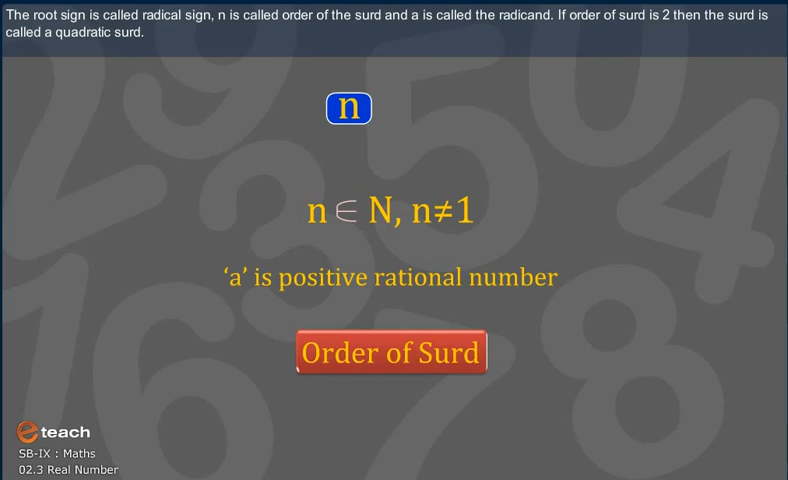 The root sign is called radical sign, n is called order of the surd and a is called the radicand. If order of surd is 2 then the surd is
called a quadratic surd.
n
n ∈ N, n≠1
‘a’ is positive rational number
Order of Surd
e teach
SB-IX : Maths
02.3 Real Number